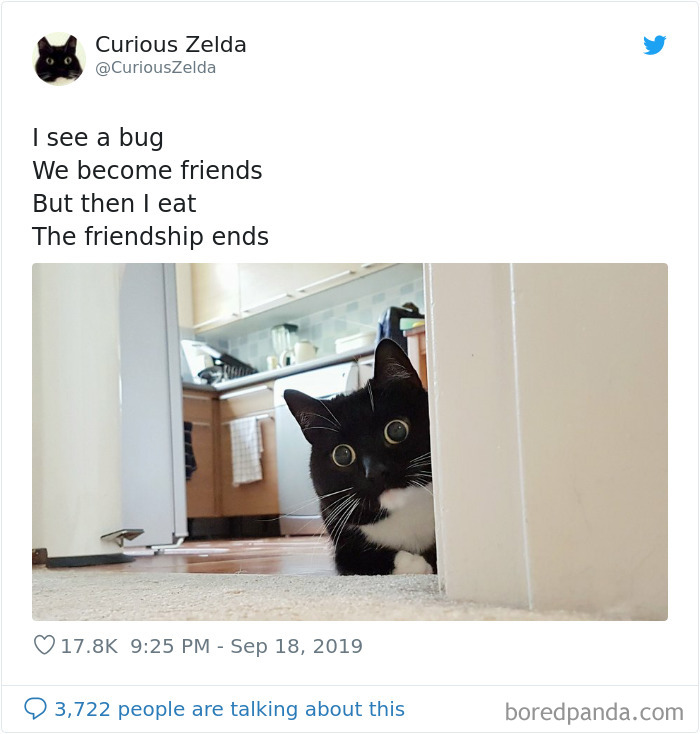 Curious Zelda
@CuriousZelda
I see a bug
We become friends
But then I eat
The friendship ends
17.8K 9:25 PM - Sep 18, 2019
3,722 people are talking about this
boredpanda.com